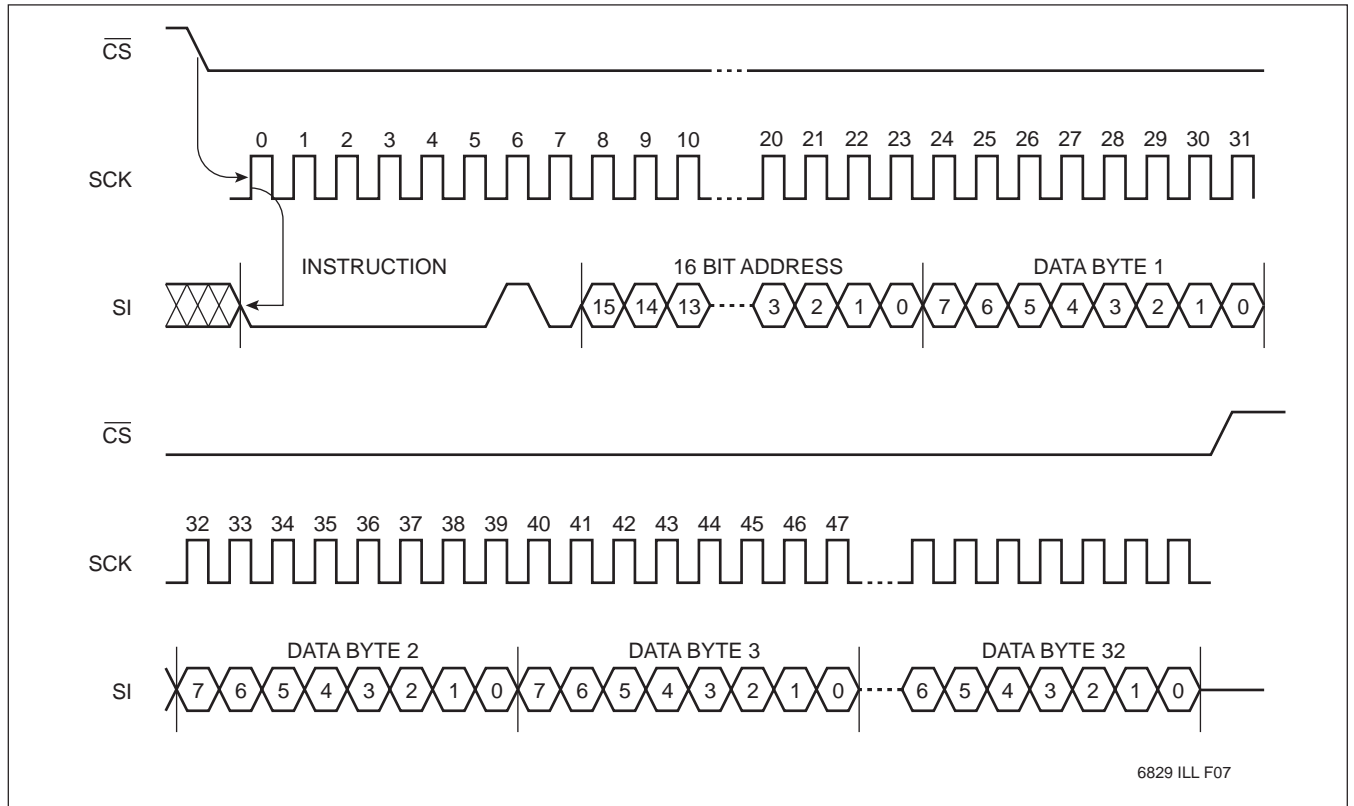 CS
0 1 2 3 4 5 6 7 8 9 10 20 21 22 23 24 25 26 27 28 29 30 31
SCK
INSTRUCTION 16 BIT ADDRESS DATA BYTE 1
SI 15 14 13 3 2 1 0 7 6 5 4 3 2 1 0
CS
32 33 34 35 36 37 38 39 40 41 42 43 44 45 46 47
SCK
DATA BYTE 2 DATA BYTE 3 DATA BYTE 32
SI 7 6 5 4 3 2 1 0 7 6 5 4 3 2 1 0 6 5 4 3 2 1 0
6829 ILL F07